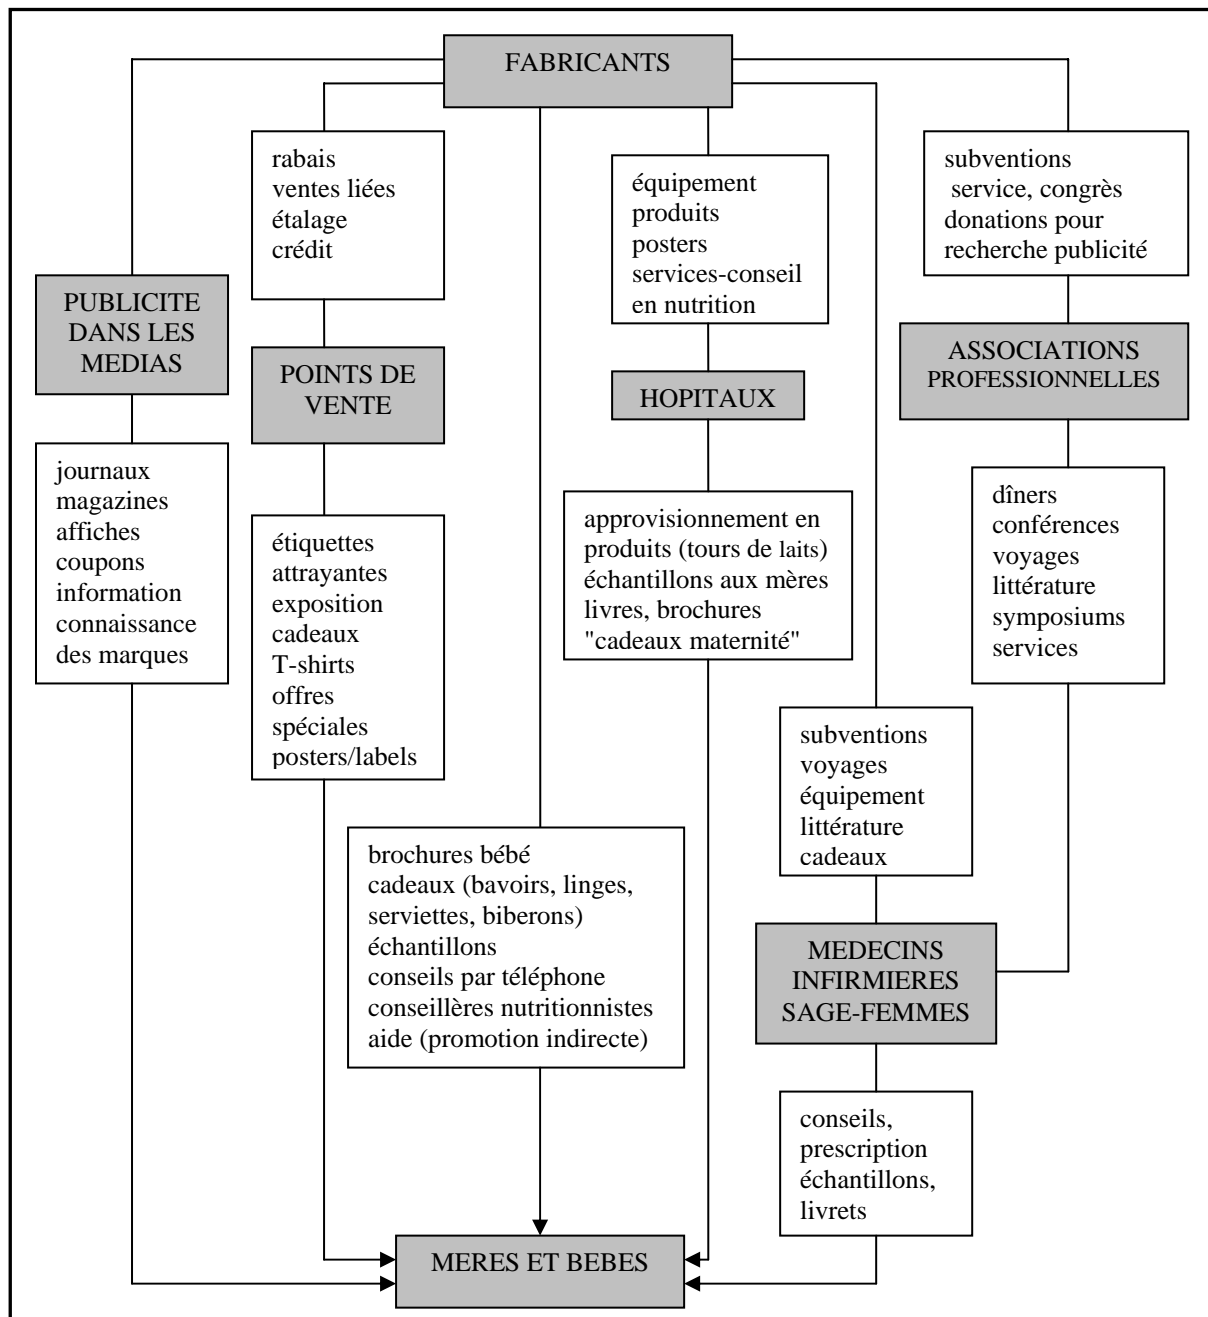 FABRICANTS
rabais
ventes liées
étalage
crédit
équipement
produits
posters
services-conseil
en nutrition
subventions
service, congrès
donations pour
recherche publicité
PUBLICITE
DANS LES
MEDIAS
POINTS DE
VENTE
HOPITAUX
ASSOCIATIONS
PROFESSIONNELLES
journaux
magazines
affiches
coupons
information
connaissance
des marques
étiquettes
attrayantes
exposition
cadeaux
T-shirts
offres
spéciales
posters/labels
approvisionnement en
produits (tours de laits)
échantillons aux mères
livres, brochures
"cadeaux maternité"
dîners
conférences
voyages
littérature
symposiums
services
subventions
voyages
équipement
littérature
cadeaux
brochures bébé
cadeaux (bavoirs, linges,
serviettes, biberons)
échantillons
conseils par téléphone
conseillères nutritionnistes
aide (promotion indirecte)
MEDECINS
INFIRMIERES
SAGE-FEMMES
conseils,
prescription
échantillons,
livrets
MERES ET BEBES